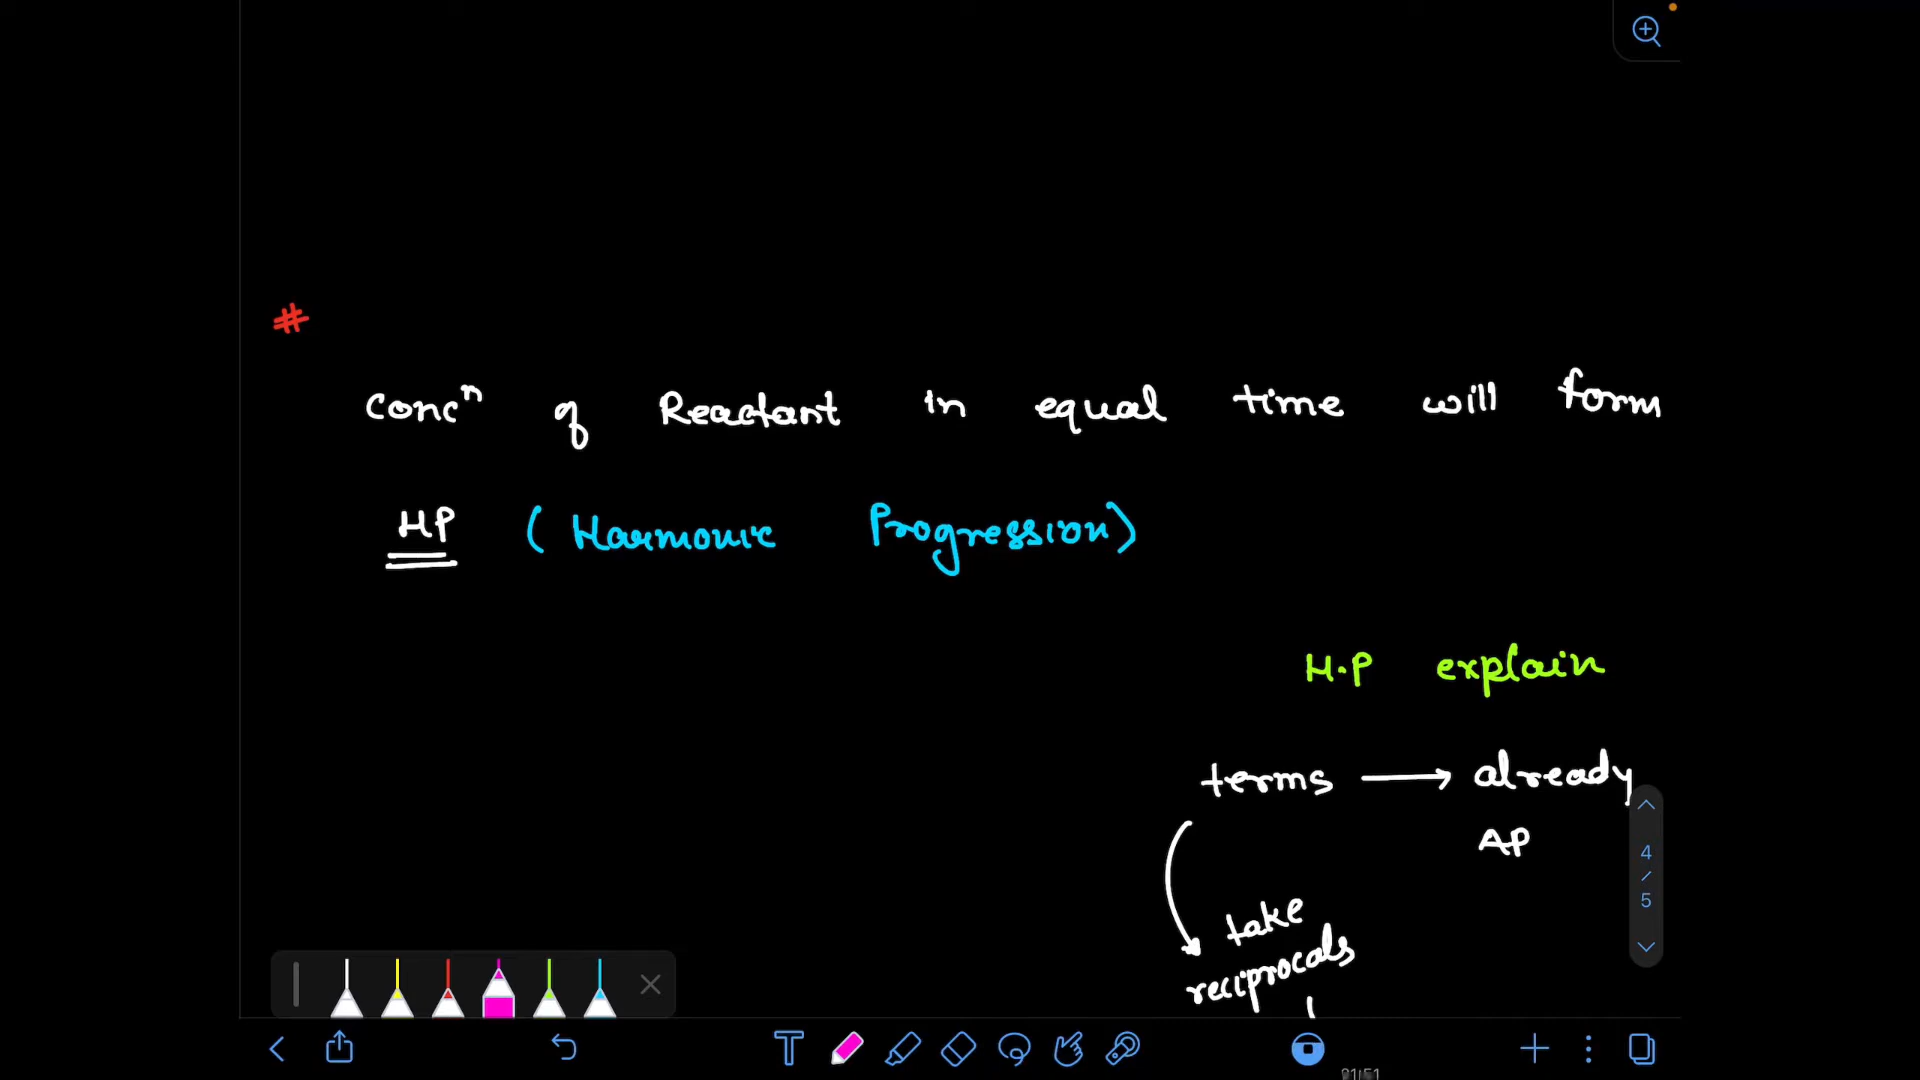 #
concⁿ of Reactant in equal time will form
HP (Harmonic Progression)
H.P explain
terms → already
AP
take
reciprocals
4
/
5
T